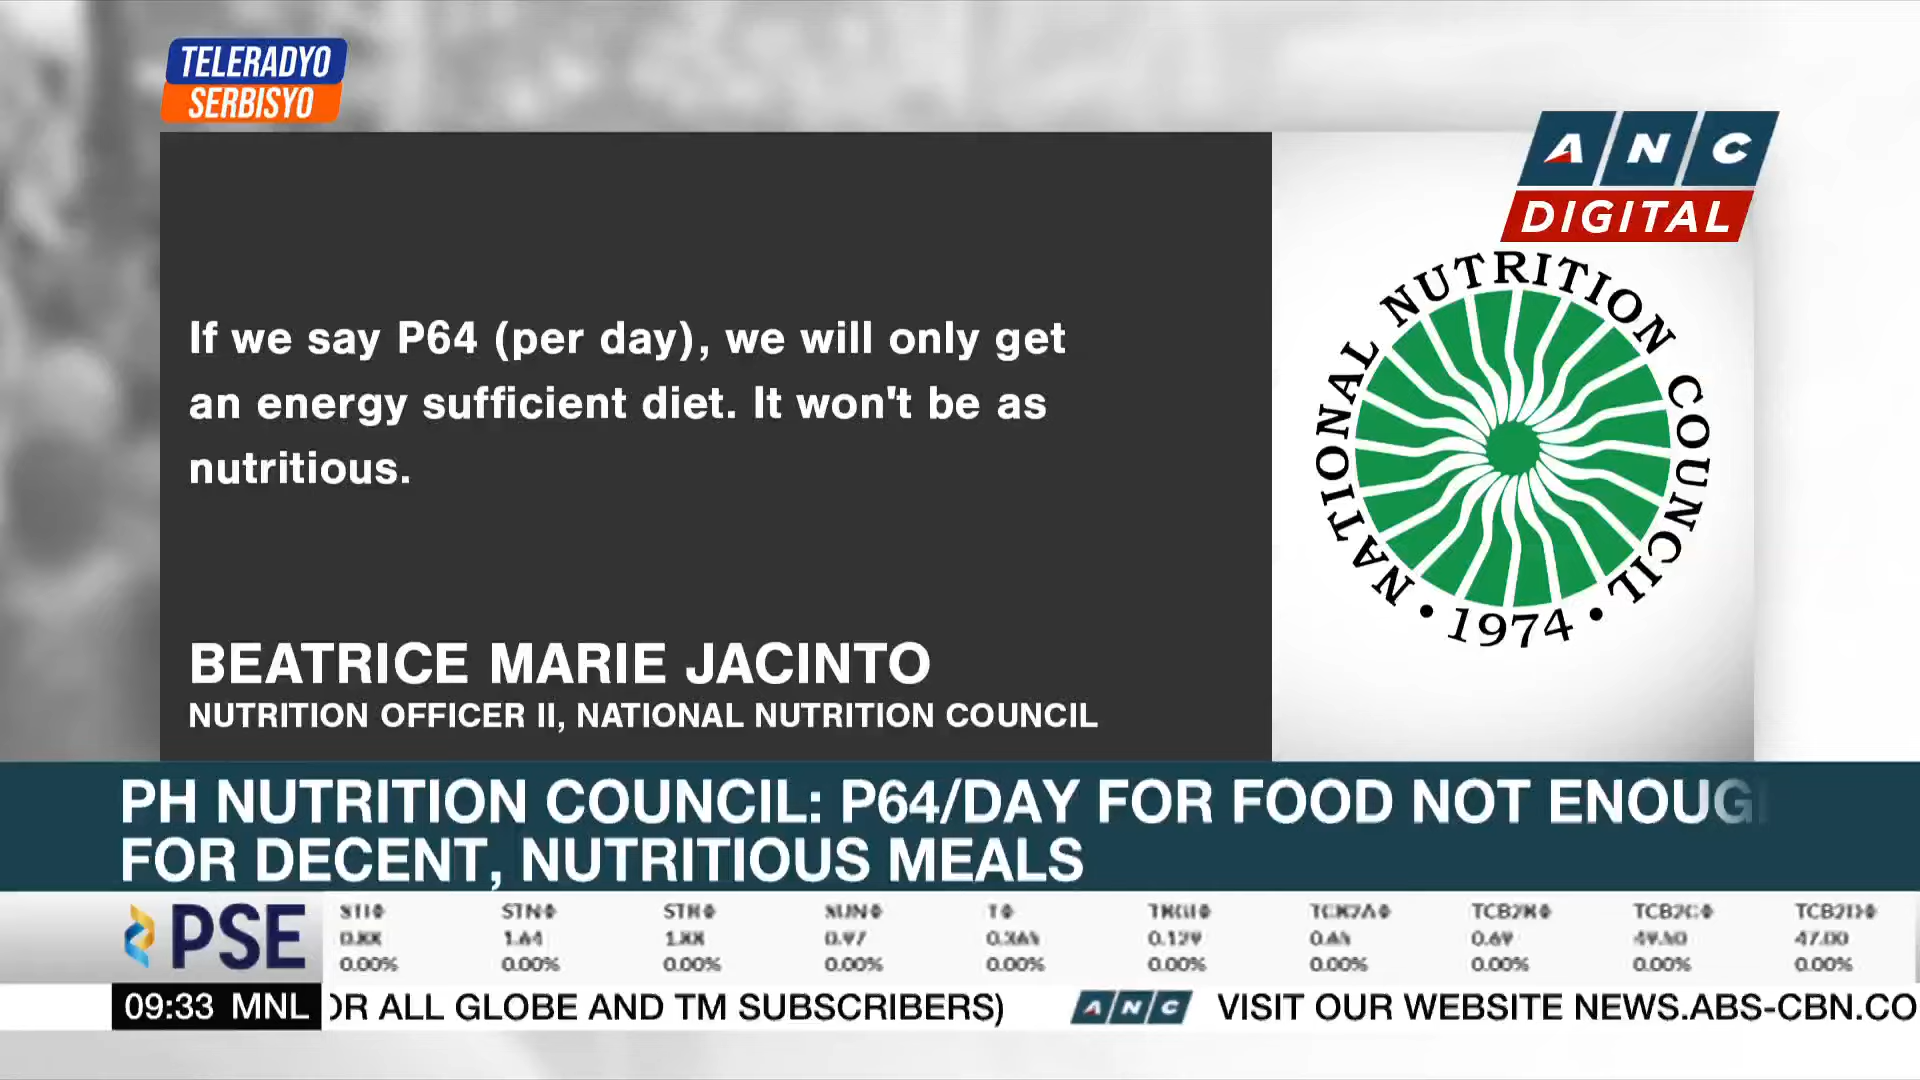 TELERADYO
SERBISYO
ANC
DIGITAL
If we say P64 (per day), we will only get
an energy sufficient diet. It won't be as
nutritious.
NATIONAL NUTRITION COUNCIL
• 1974 •
BEATRICE MARIE JACINTO
NUTRITION OFFICER II, NATIONAL NUTRITION COUNCIL
PH NUTRITION COUNCIL: P64/DAY FOR FOOD NOT ENOUG
FOR DECENT, NUTRITIOUS MEALS
PSE
1.64 0.97 0.129 47.00
0.00% 0.00% 0.00% 0.00% 0.00% 0.00% 0.00% 0.00% 0.00% 0.00%
09:33 MNL
OR ALL GLOBE AND TM SUBSCRIBERS) ANC VISIT OUR WEBSITE NEWS.ABS-CBN.CO